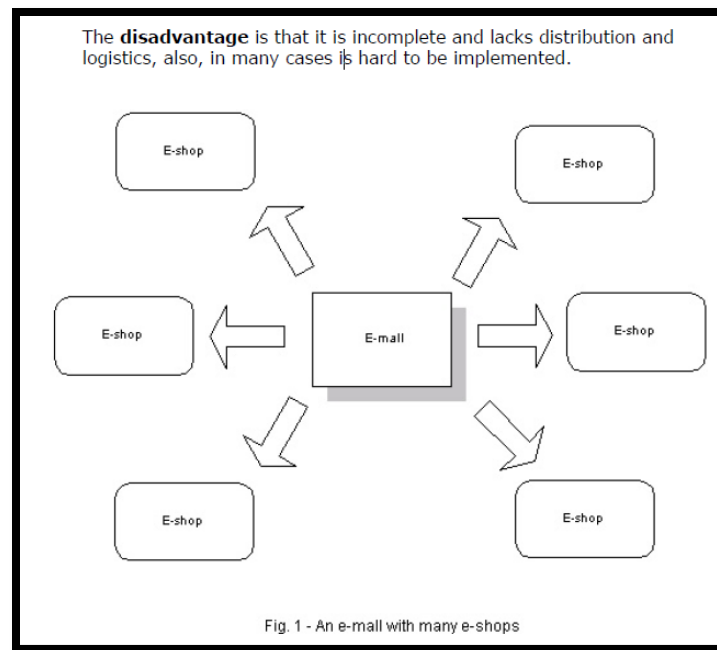 The disadvantage is that it is incomplete and lacks distribution and
logistics, also, in many cases is hard to be implemented.
E-shop
E-shop
E-shop
E-mall
E-shop
E-shop
E-shop
Fig. 1 - An e-mall with many e-shops